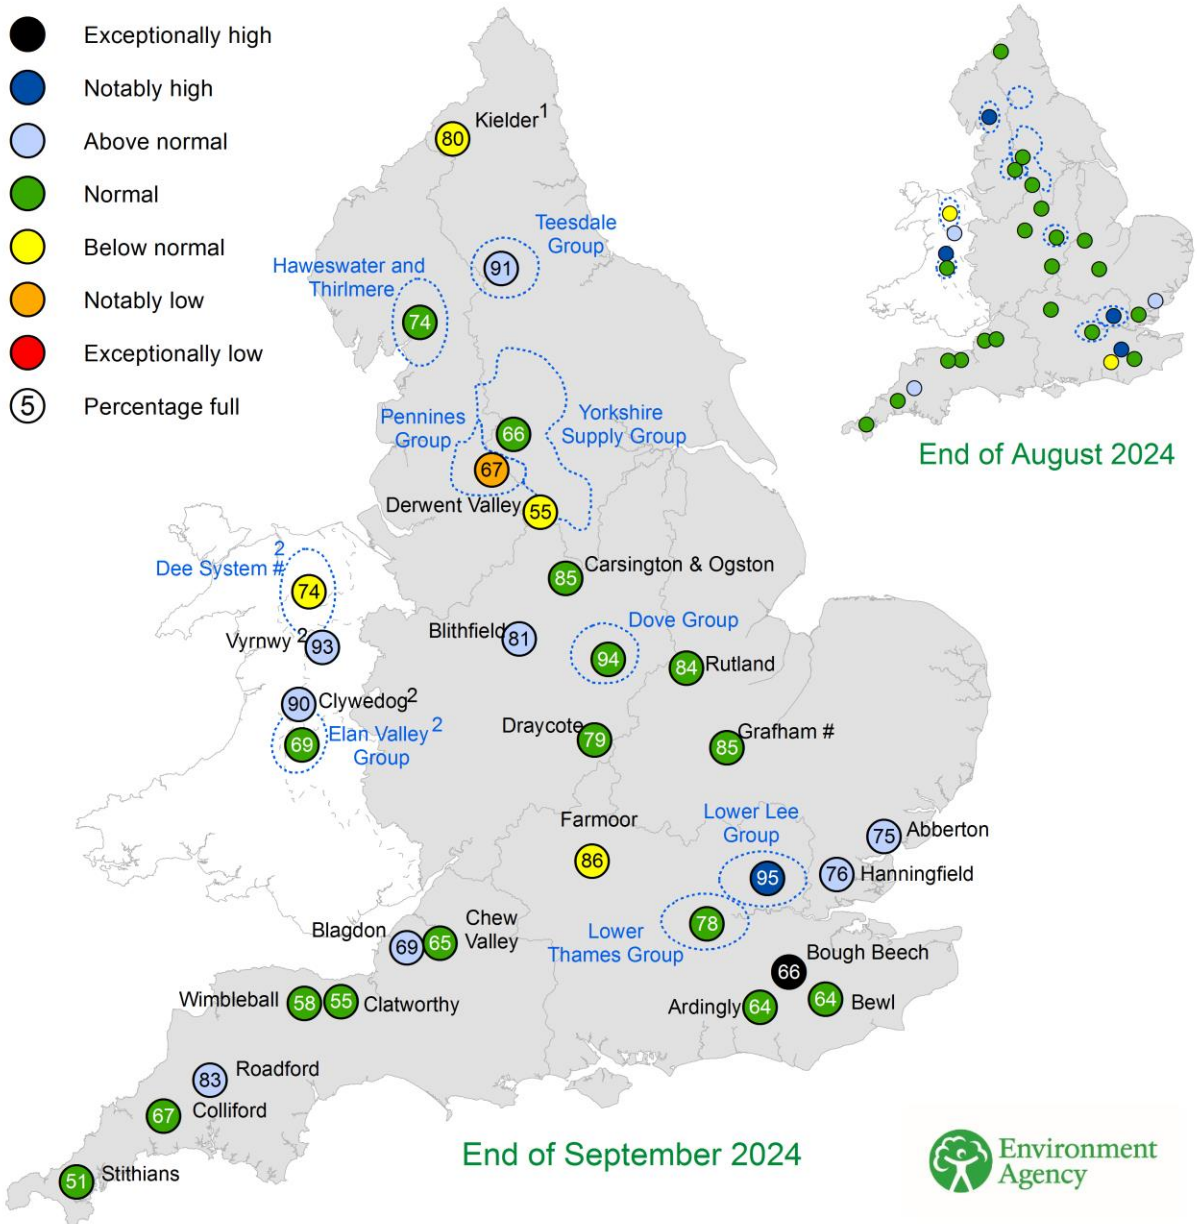 Exceptionally high
Notably high
Above normal
Normal
Below normal
Notably low
Exceptionally low
5 Percentage full
Kielder1
80
Teesdale
Group
91
Haweswater and
Thirlmere
74
Pennines
Group
67
Yorkshire
Supply Group
66
Derwent Valley
55
End of August 2024
2
Dee System #
74
Carsington & Ogston
85
Vyrnwy 2
93
Blithfield
81
Dove Group
94
84
Rutland
90
Clywedog2
69
Elan Valley2
Group
Draycote
79
Grafham #
85
Farmoor
86
Lower Lee
Group
95
75
Abberton
76
Hanningfield
Blagdon
69
Chew
Valley
65
78
Lower
Thames Group
Bough Beech
66
Wimbleball
58
55
Clatworthy
Ardingly
64
64
Bewl
83
Roadford
67
Colliford
51
Stithians
End of September 2024
Environment
Agency